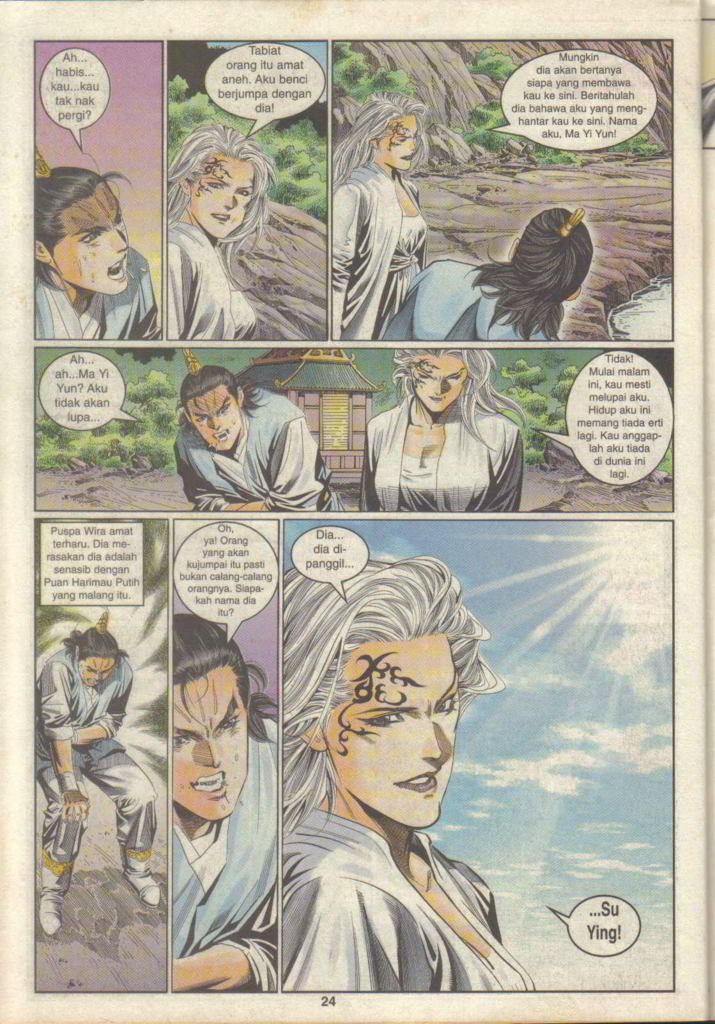 Ah...
habis...
kau...kau
tak nak
pergi?
Tabiat
orang itu amat
aneh. Aku benci
berjumpa dengan
dia!
Mungkin
dia akan bertanya
siapa yang membawa
kau ke sini. Beritahulah
dia bahawa aku yang meng-
hantar kau ke sini. Nama
aku, Ma Yi Yun!
Ah...
ah...Ma Yi
Yun? Aku
tidak akan
lupa...
Tidak!
Mulai malam
ini, kau mesti
melupai aku.
Hidup aku ini
memang tiada erti
lagi. Kau anggap-
lah aku tiada
di dunia ini
lagi.
Puspa Wira amat
terharu. Dia me-
rasakan dia adalah
senasib dengan
Puan Harimau Putih
yang malang itu.
Oh,
ya! Orang
yang akan
kujumpai itu pasti
bukan calang-calang
orangnya. Siapa-
kah nama dia
itu?
Dia...
dia di-
panggil...
...Su
Ying!
24